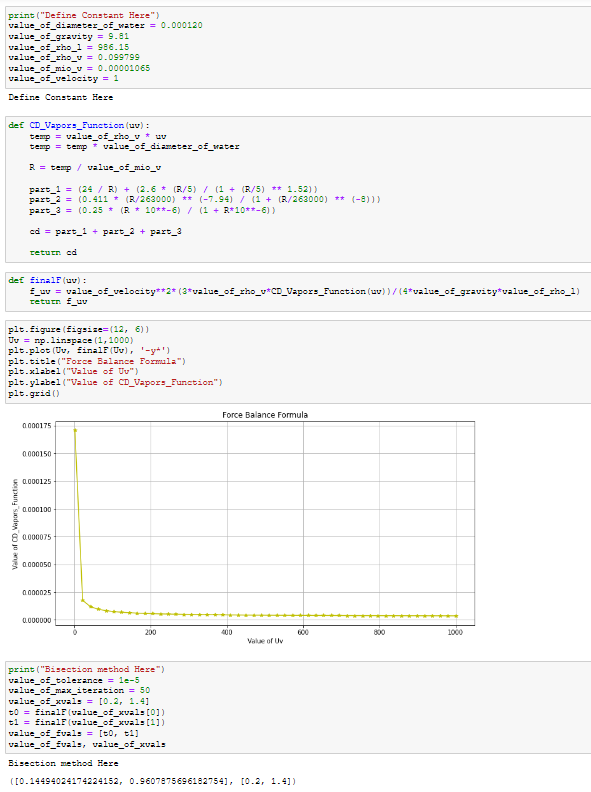 print("Define Constant Here")
value_of_diameter_of_water = 0.000120
value_of_gravity = 9.81
value_of_rho_l = 986.15
value_of_rho_v = 0.099799
value_of_mio_v = 0.00001065
value_of_velocity = 1
Define Constant Here
def CD_Vapors_Function(uv):
    temp = value_of_rho_v * uv
    temp = temp * value_of_diameter_of_water
    R = temp / value_of_mio_v
    part_1 = (24 / R) + (2.6 * (R/5) / (1 + (R/5) ** 1.52))
    part_2 = (0.411 * (R/263000) ** (-7.94) / (1 + (R/263000) ** (-8)))
    part_3 = (0.25 * (R * 10**-6) / (1 + R*10**-6))
    cd = part_1 + part_2 + part_3
    return cd
def finalF(uv):
    f_uv = value_of_velocity**2*(3*value_of_rho_v*CD_Vapors_Function(uv))/(4*value_of_gravity*value_of_rho_l)
    return f_uv
plt.figure(figsize=(12, 6))
Uv = np.linspace(1,1000)
plt.plot(Uv, finalF(Uv), '-y*')
plt.title("Force Balance Formula")
plt.xlabel("Value of Uv")
plt.ylabel("Value of CD_Vapors_Function")
plt.grid()
Force Balance Formula
Value of CD_Vapors_Function
0.000175
0.000150
0.000125
0.000100
0.000075
0.000050
0.000025
0.000000
0 200 400 600 800 1000
Value of Uv
print("Bisection method Here")
value_of_tolerance = 1e-5
value_of_max_iteration = 50
value_of_xvals = [0.2, 1.4]
t0 = finalF(value_of_xvals[0])
t1 = finalF(value_of_xvals[1])
value_of_fvals = [t0, t1]
value_of_fvals, value_of_xvals
Bisection method Here
([0.14494024174224152, 0.9607875696182754], [0.2, 1.4])